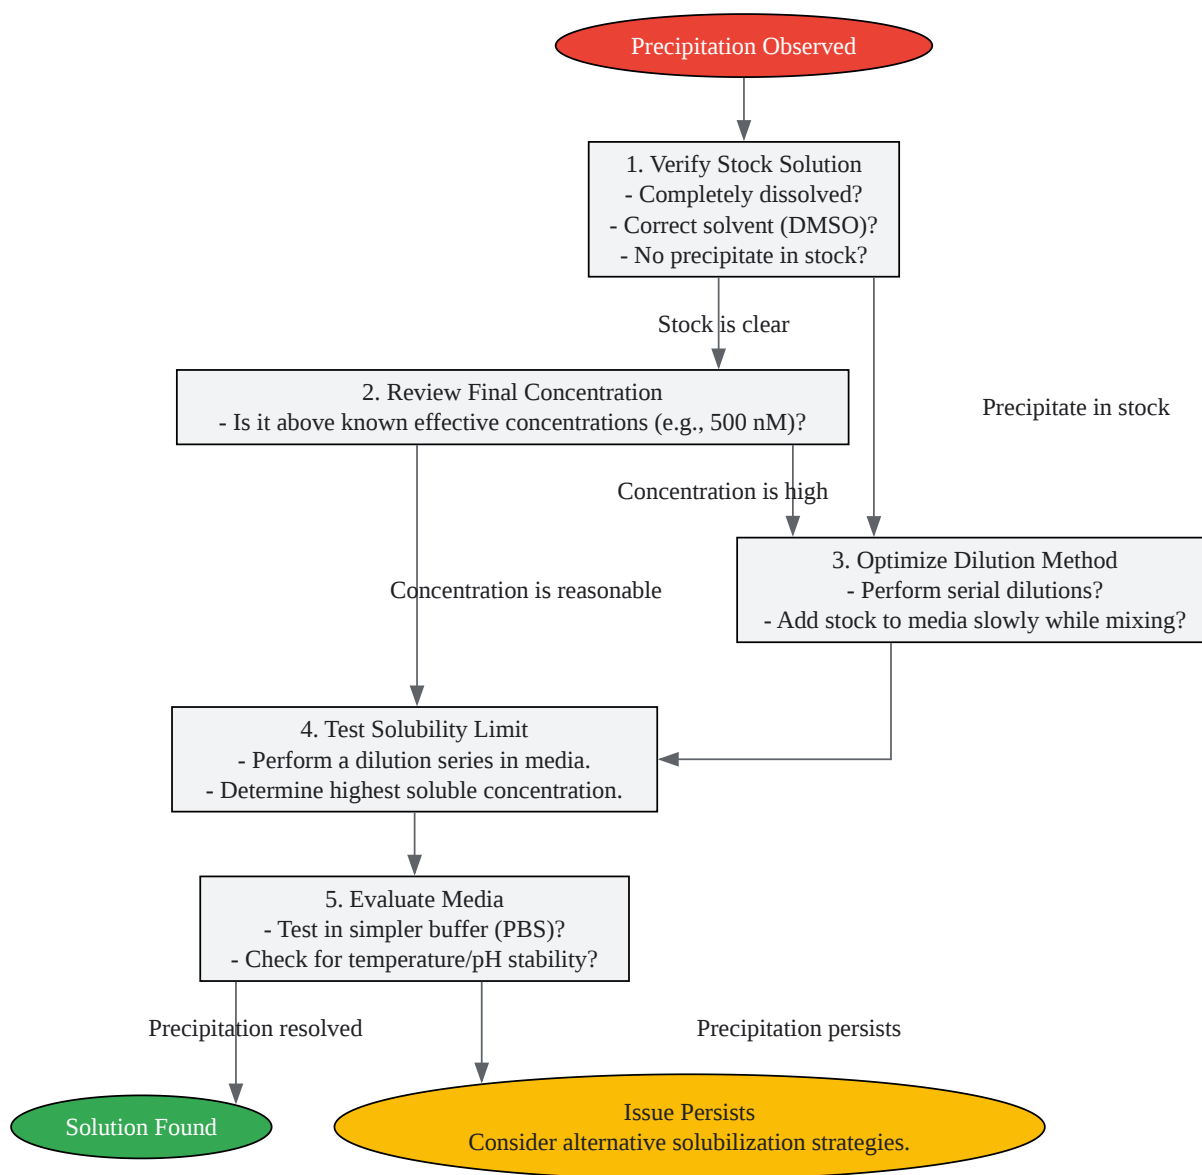 Precipitation Observed
1. Verify Stock Solution
- Completely dissolved?
- Correct solvent (DMSO)?
- No precipitate in stock?
Stock is clear
2. Review Final Concentration
- Is it above known effective concentrations (e.g., 500 nM)?
Precipitate in stock
Concentration is high
3. Optimize Dilution Method
- Perform serial dilutions?
- Add stock to media slowly while mixing?
Concentration is reasonable
4. Test Solubility Limit
- Perform a dilution series in media.
- Determine highest soluble concentration.
5. Evaluate Media
- Test in simpler buffer (PBS)?
- Check for temperature/pH stability?
Precipitation resolved
Precipitation persists
Solution Found
Issue Persists
Consider alternative solubilization strategies.